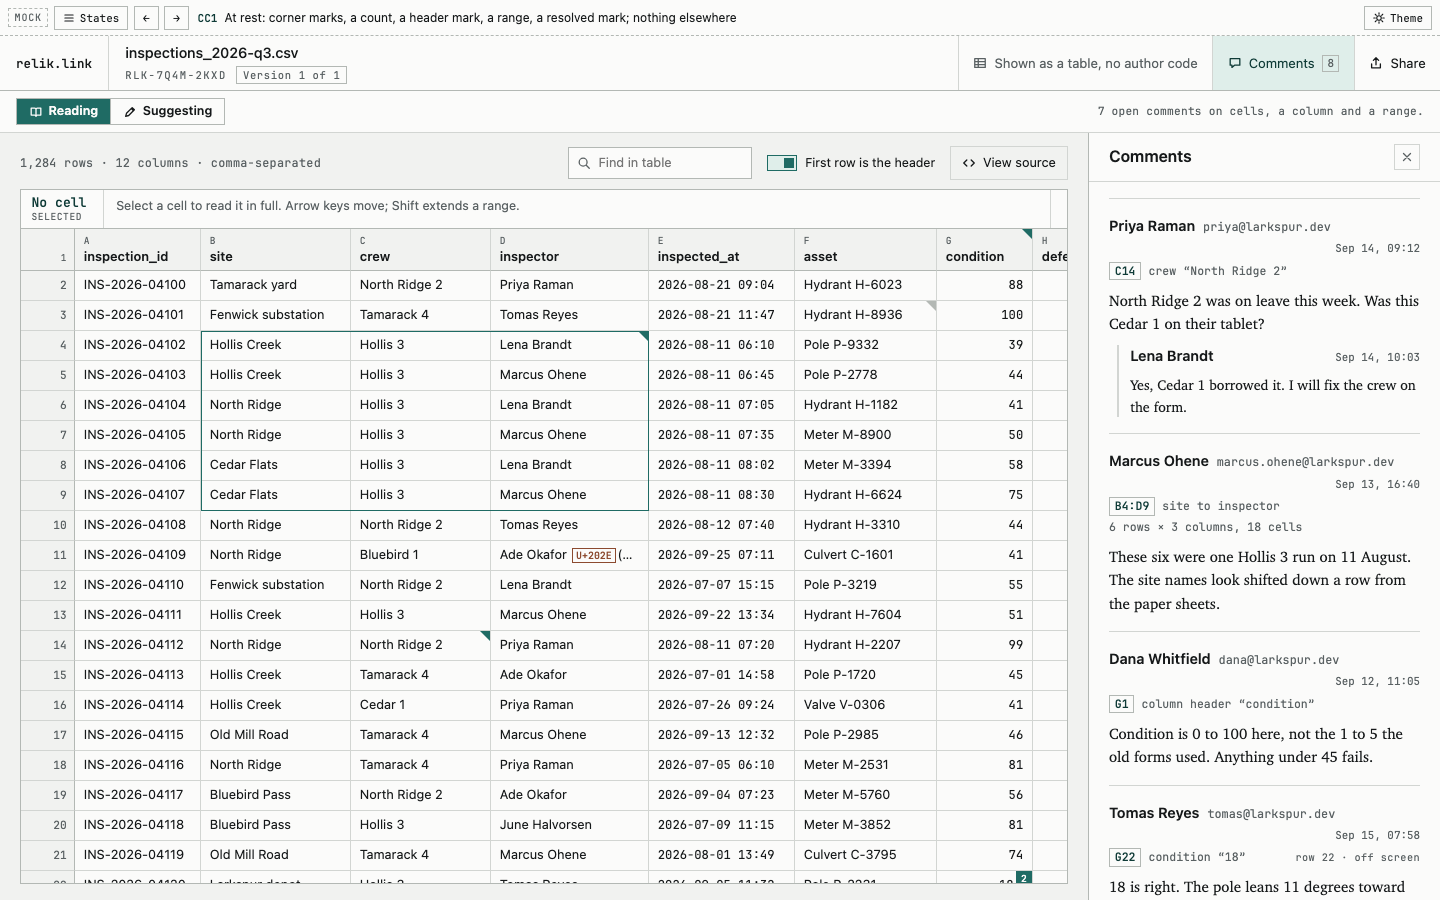 MOCK States ← → CC1 At rest: corner marks, a count, a header mark, a range, a resolved mark; nothing elsewhere Theme
relik.link inspections_2026-q3.csv
RLK-7Q4M-2KXD Version 1 of 1
Shown as a table, no author code Comments 8 Share
Reading Suggesting 7 open comments on cells, a column and a range.
1,284 rows · 12 columns · comma-separated Find in table First row is the header View source
No cell
SELECTED
Select a cell to read it in full. Arrow keys move; Shift extends a range.
A B C D E F G H
1 inspection_id site crew inspector inspected_at asset condition defe
2 INS-2026-04100 Tamarack yard North Ridge 2 Priya Raman 2026-08-21 09:04 Hydrant H-6023 88
3 INS-2026-04101 Fenwick substation Tamarack 4 Tomas Reyes 2026-08-21 11:47 Hydrant H-8936 100
4 INS-2026-04102 Hollis Creek Hollis 3 Lena Brandt 2026-08-11 06:10 Pole P-9332 39
5 INS-2026-04103 Hollis Creek Hollis 3 Marcus Ohene 2026-08-11 06:45 Pole P-2778 44
6 INS-2026-04104 North Ridge Hollis 3 Lena Brandt 2026-08-11 07:05 Hydrant H-1182 41
7 INS-2026-04105 North Ridge Hollis 3 Marcus Ohene 2026-08-11 07:35 Meter M-8900 50
8 INS-2026-04106 Cedar Flats Hollis 3 Lena Brandt 2026-08-11 08:02 Meter M-3394 58
9 INS-2026-04107 Cedar Flats Hollis 3 Marcus Ohene 2026-08-11 08:30 Hydrant H-6624 75
10 INS-2026-04108 North Ridge North Ridge 2 Tomas Reyes 2026-08-12 07:40 Hydrant H-3310 44
11 INS-2026-04109 North Ridge Bluebird 1 Ade Okafor U+202E (… 2026-09-25 07:11 Culvert C-1601 41
12 INS-2026-04110 Fenwick substation North Ridge 2 Lena Brandt 2026-07-07 15:15 Pole P-3219 55
13 INS-2026-04111 Hollis Creek Hollis 3 Marcus Ohene 2026-09-22 13:34 Hydrant H-7604 51
14 INS-2026-04112 North Ridge North Ridge 2 Priya Raman 2026-08-11 07:20 Hydrant H-2207 99
15 INS-2026-04113 Hollis Creek Tamarack 4 Ade Okafor 2026-07-01 14:58 Pole P-1720 45
16 INS-2026-04114 Hollis Creek Cedar 1 Priya Raman 2026-07-26 09:24 Valve V-0306 41
17 INS-2026-04115 Old Mill Road Tamarack 4 Marcus Ohene 2026-09-13 12:32 Pole P-2985 46
18 INS-2026-04116 North Ridge Tamarack 4 Priya Raman 2026-07-05 06:10 Meter M-2531 81
19 INS-2026-04117 Bluebird Pass North Ridge 2 Ade Okafor 2026-09-04 07:23 Meter M-5760 56
20 INS-2026-04118 Bluebird Pass Hollis 3 June Halvorsen 2026-07-09 11:15 Meter M-3852 81
21 INS-2026-04119 Old Mill Road Tamarack 4 Marcus Ohene 2026-08-01 13:49 Culvert C-3795 74
2
Comments
Priya Raman priya@larkspur.dev
Sep 14, 09:12
C14 crew “North Ridge 2”
North Ridge 2 was on leave this week. Was this
Cedar 1 on their tablet?
Lena Brandt Sep 14, 10:03
Yes, Cedar 1 borrowed it. I will fix the crew on
the form.
Marcus Ohene marcus.ohene@larkspur.dev
Sep 13, 16:40
B4:D9 site to inspector
6 rows × 3 columns, 18 cells
These six were one Hollis 3 run on 11 August.
The site names look shifted down a row from
the paper sheets.
Dana Whitfield dana@larkspur.dev
Sep 12, 11:05
G1 column header “condition”
Condition is 0 to 100 here, not the 1 to 5 the
old forms used. Anything under 45 fails.
Tomas Reyes tomas@larkspur.dev
Sep 15, 07:58
G22 condition “18” row 22 · off screen
18 is right. The pole leans 11 degrees toward